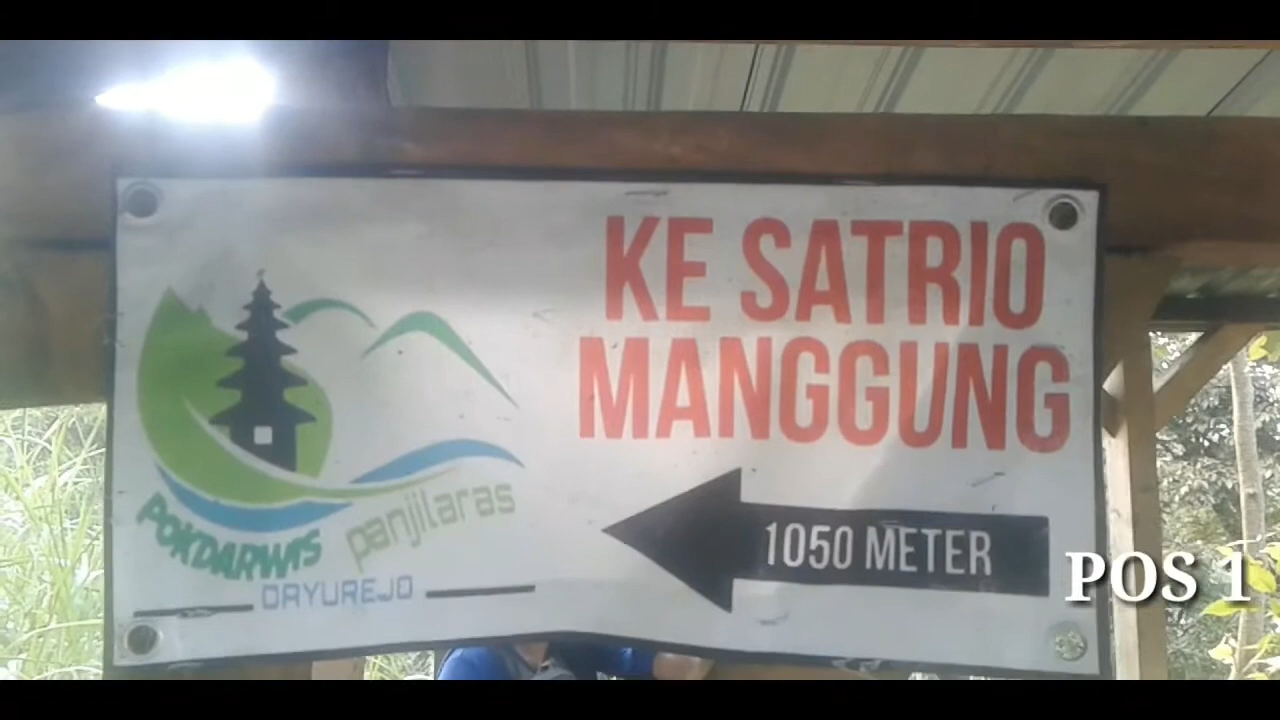 KE SATRIO
MANGGUNG
1050 METER
POKDARWIS panjilaras
DAYUREJO
POS 1